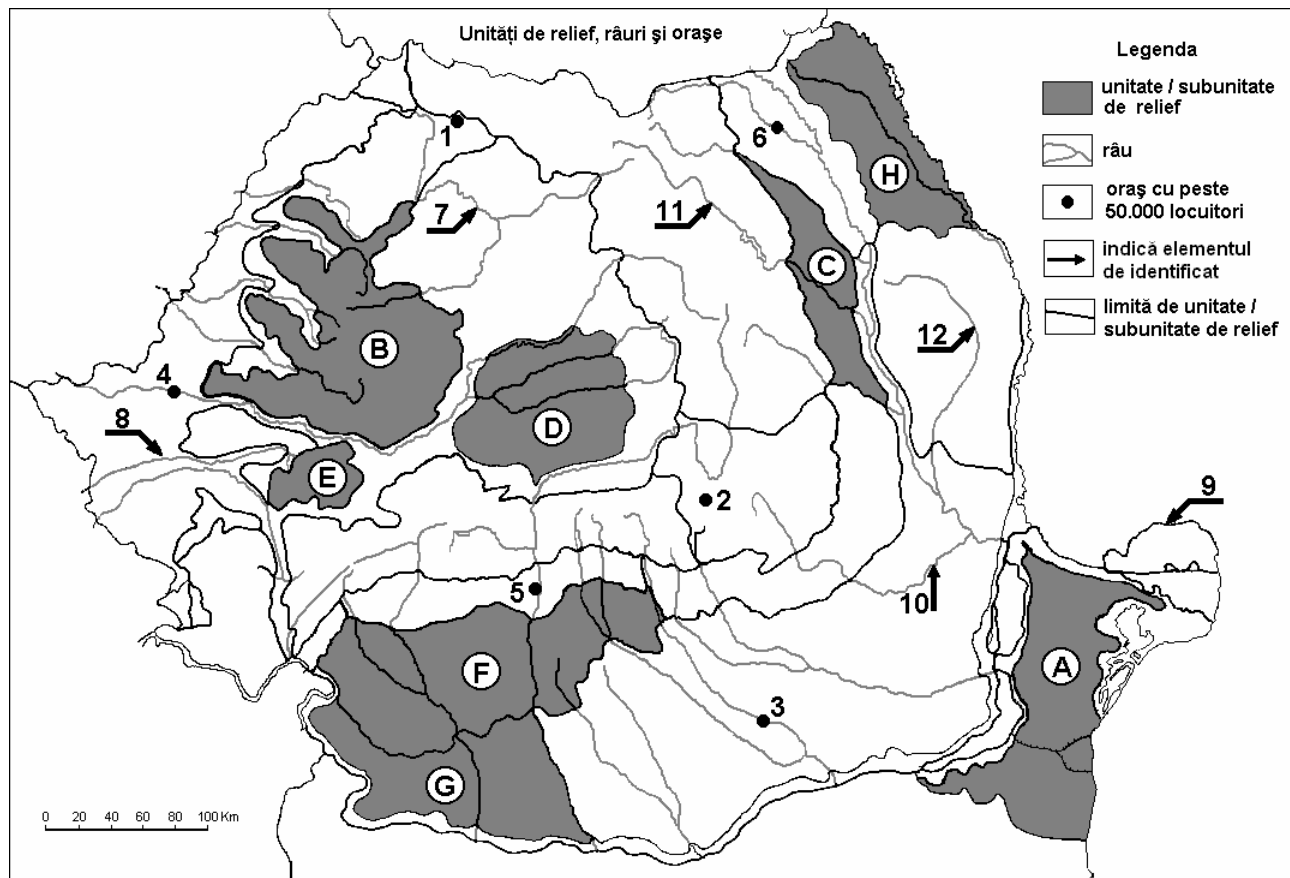 Unităţi de relief, râuri şi oraşe
Legenda
unitate / subunitate
de relief
râu
oraş cu peste
50.000 locuitori
indică elementul
de identificat
limită de unitate /
subunitate de relief
1
6
H
7
11
C
B
12
4
D
8
E
2
9
5
10
A
F
3
G
0 20 40 60 80 100 Km